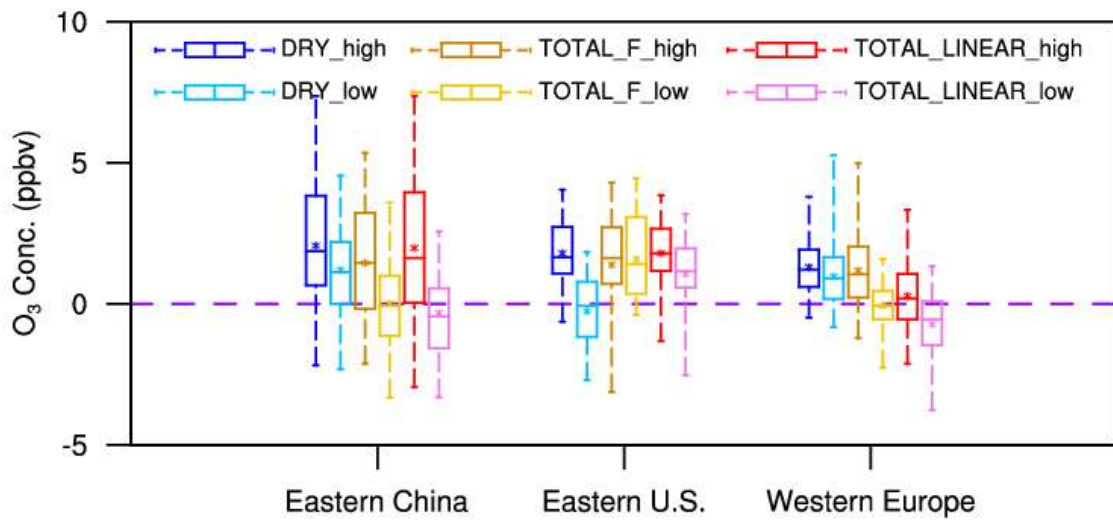 10
DRY_high TOTAL_F_high TOTAL_LINEAR_high
DRY_low TOTAL_F_low TOTAL_LINEAR_low
5
O₃ Conc. (ppbv)
0
-5
Eastern China Eastern U.S. Western Europe